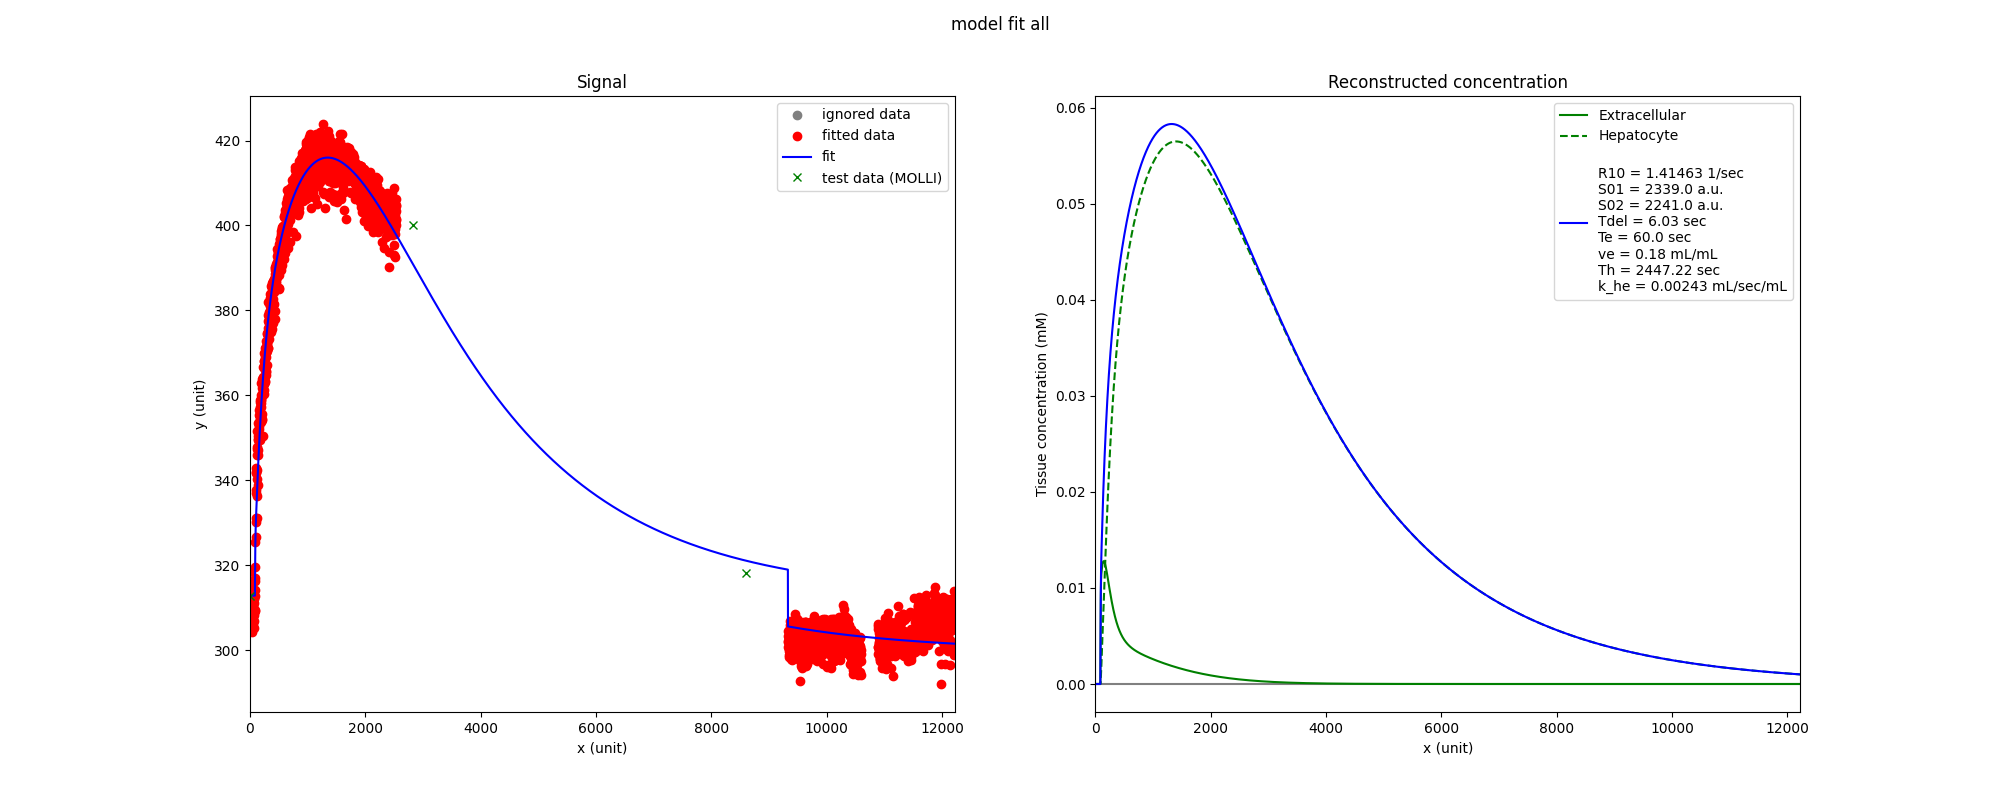 model fit all
Signal
420
400
380
360
340
320
300
y (unit)
0 2000 4000 6000 8000 10000 12000
x (unit)
ignored data
fitted data
fit
test data (MOLLI)
Reconstructed concentration
0.06
0.05
0.04
0.03
0.02
0.01
0.00
Tissue concentration (mM)
0 2000 4000 6000 8000 10000 12000
x (unit)
Extracellular
Hepatocyte
R10 = 1.41463 1/sec
S01 = 2339.0 a.u.
S02 = 2241.0 a.u.
Tdel = 6.03 sec
Te = 60.0 sec
ve = 0.18 mL/mL
Th = 2447.22 sec
k_he = 0.00243 mL/sec/mL